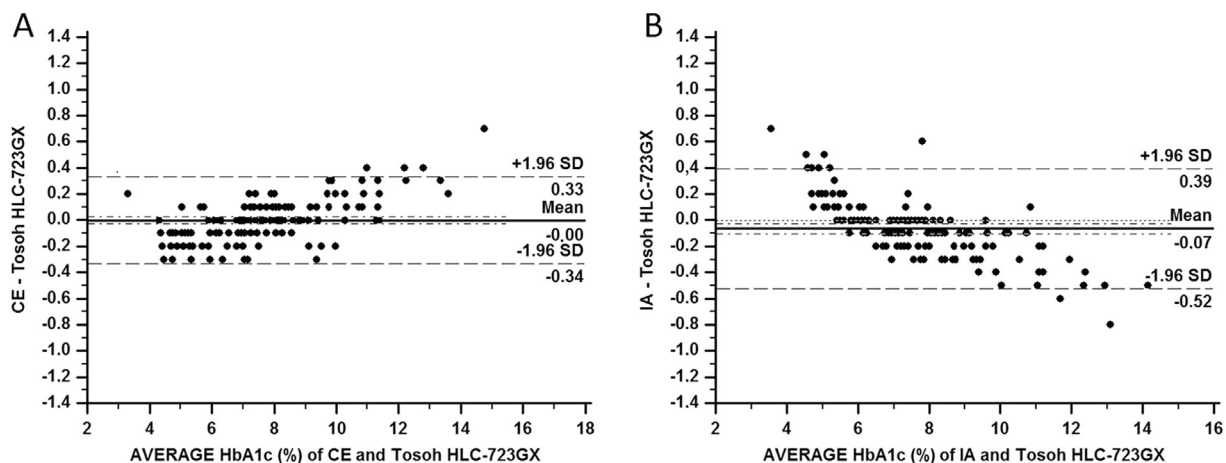 A
CE - Tosoh HLC-723GX
1.4
1.2
1.0
0.8
0.6
0.4
0.2
0.0
-0.2
-0.4
-0.6
-0.8
-1.0
-1.2
-1.4
+1.96 SD
0.33
Mean
-0.00
-1.96 SD
-0.34
2 4 6 8 10 12 14 16 18
AVERAGE HbA1c (%) of CE and Tosoh HLC-723GX
B
IA - Tosoh HLC-723GX
1.4
1.2
1.0
0.8
0.6
0.4
0.2
0.0
-0.2
-0.4
-0.6
-0.8
-1.0
-1.2
-1.4
+1.96 SD
0.39
Mean
-0.07
-1.96 SD
-0.52
2 4 6 8 10 12 14 16
AVERAGE HbA1c (%) of IA and Tosoh HLC-723GX